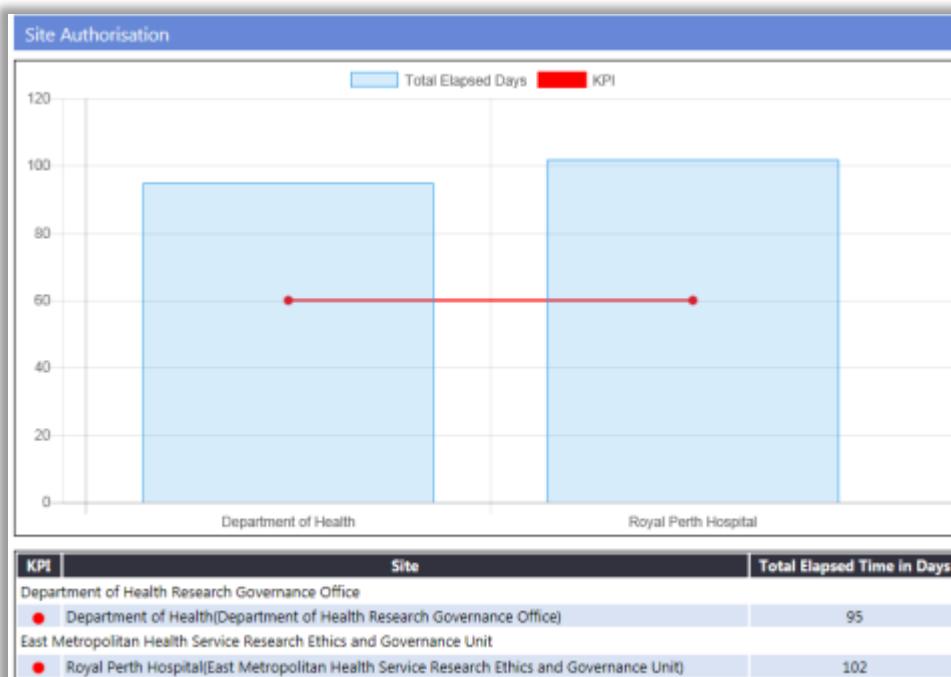 Site Authorisation
Total Elapsed Days KPI
120
100
80
60
40
20
0
Department of Health Royal Perth Hospital
KPI Site Total Elapsed Time in Days
Department of Health Research Governance Office
Department of Health(Department of Health Research Governance Office) 95
East Metropolitan Health Service Research Ethics and Governance Unit
Royal Perth Hospital(East Metropolitan Health Service Research Ethics and Governance Unit) 102